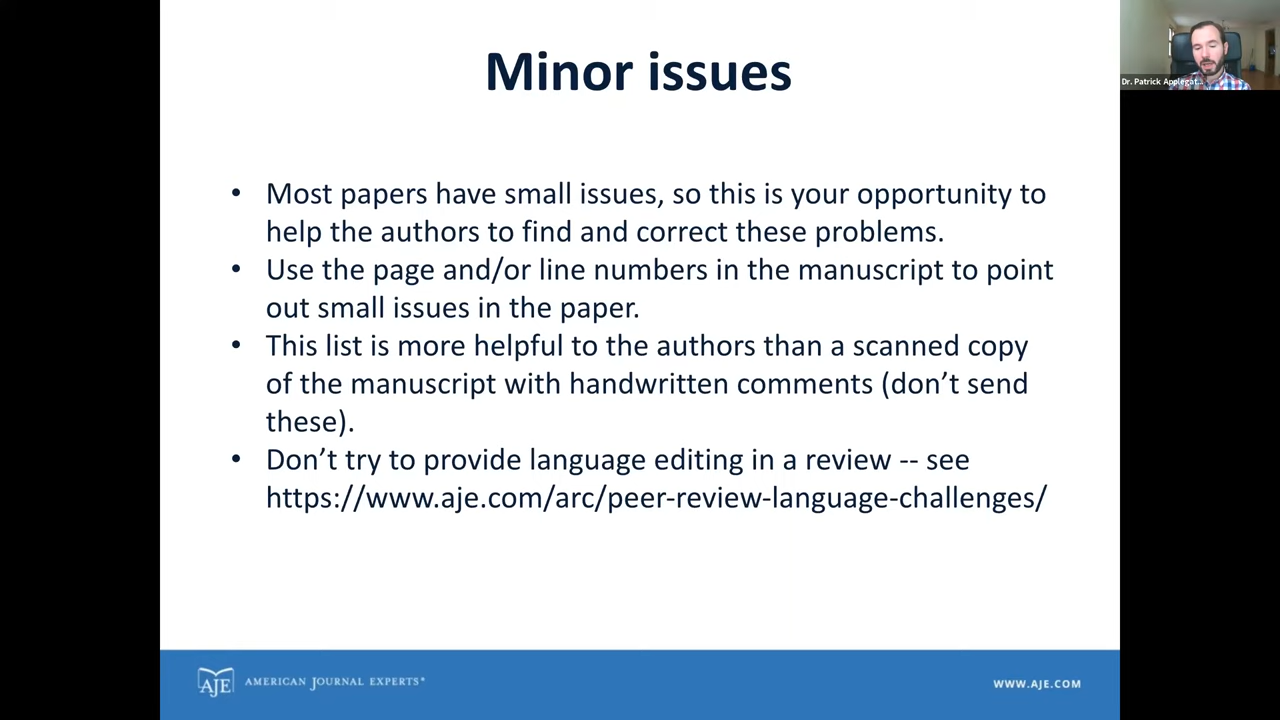 Minor issues
Dr. Patrick Applegat...
• Most papers have small issues, so this is your opportunity to
help the authors to find and correct these problems.
• Use the page and/or line numbers in the manuscript to point
out small issues in the paper.
• This list is more helpful to the authors than a scanned copy
of the manuscript with handwritten comments (don’t send
these).
• Don’t try to provide language editing in a review -- see
https://www.aje.com/arc/peer-review-language-challenges/
AJE AMERICAN JOURNAL EXPERTS®
WWW.AJE.COM